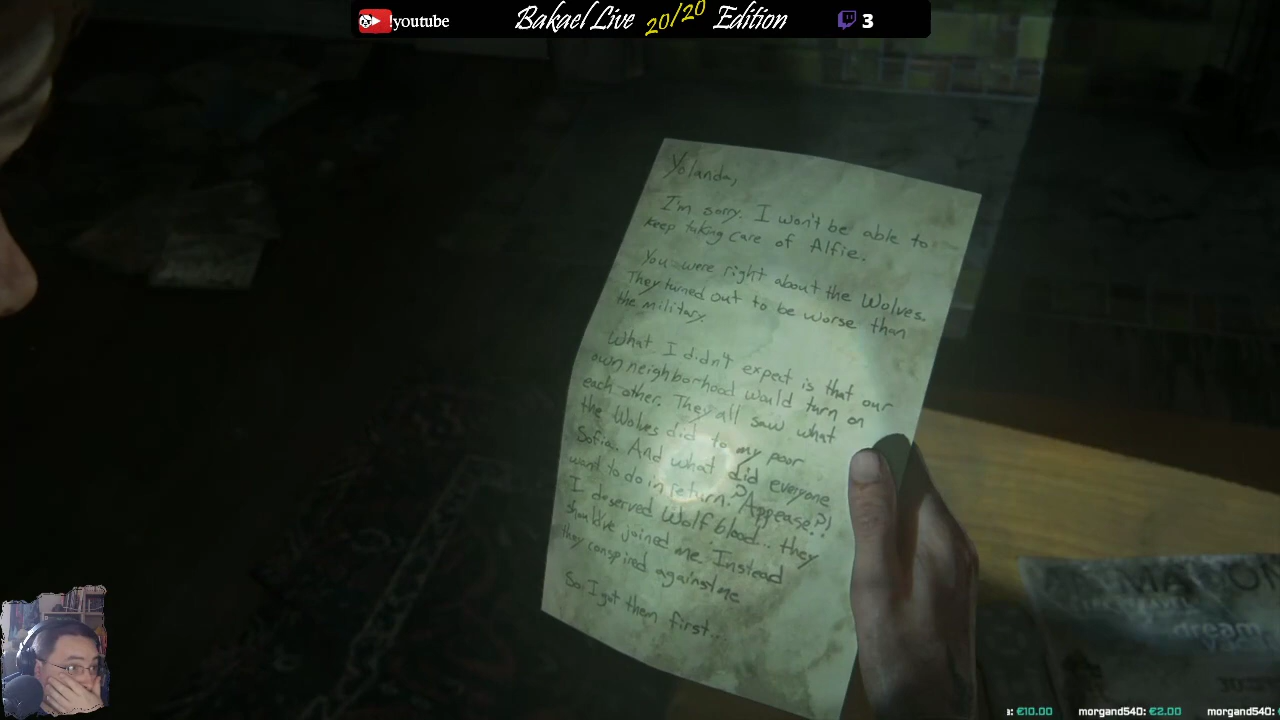 !youtube
Bakael Live 20/20 Edition
3
Yolanda,
I'm sorry. I won't be able to
keep taking care of Alfie.
You were right about the Wolves.
They turned out to be worse than
the military.
What I didn't expect is that our
own neighborhood would turn on
each other. They all saw what
the Wolves did to my poor
Sofia. And what did everyone
want to do in return? Appease?!
I deserved Wolf blood... they
should've joined me. Instead
they conspired against me
So I got them first...
dream
€10.00 morgand540: €2.00 morgand540: